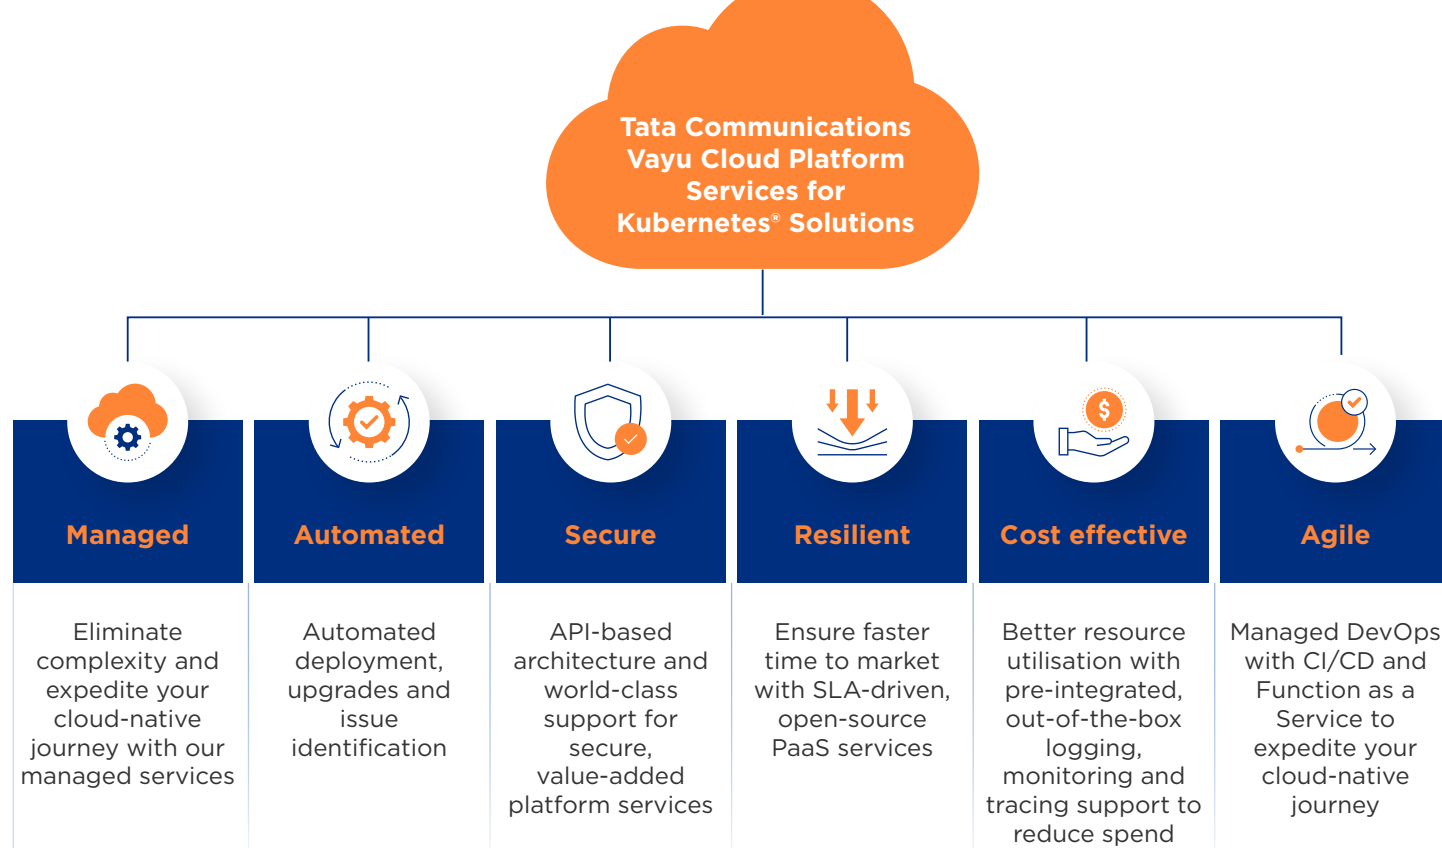 Tata Communications
Vayu Cloud Platform
Services for
Kubernetes® Solutions
Managed
Eliminate
complexity and
expedite your
cloud-native
journey with our
managed services
Automated
Automated
deployment,
upgrades and
issue
identification
Secure
API-based
architecture and
world-class
support for
secure,
value-added
platform services
Resilient
Ensure faster
time to market
with SLA-driven,
open-source
PaaS services
Cost effective
Better resource
utilisation with
pre-integrated,
out-of-the-box
logging,
monitoring and
tracing support to
reduce spend
Agile
Managed DevOps
with CI/CD and
Function as a
Service to
expedite your
cloud-native
journey
$